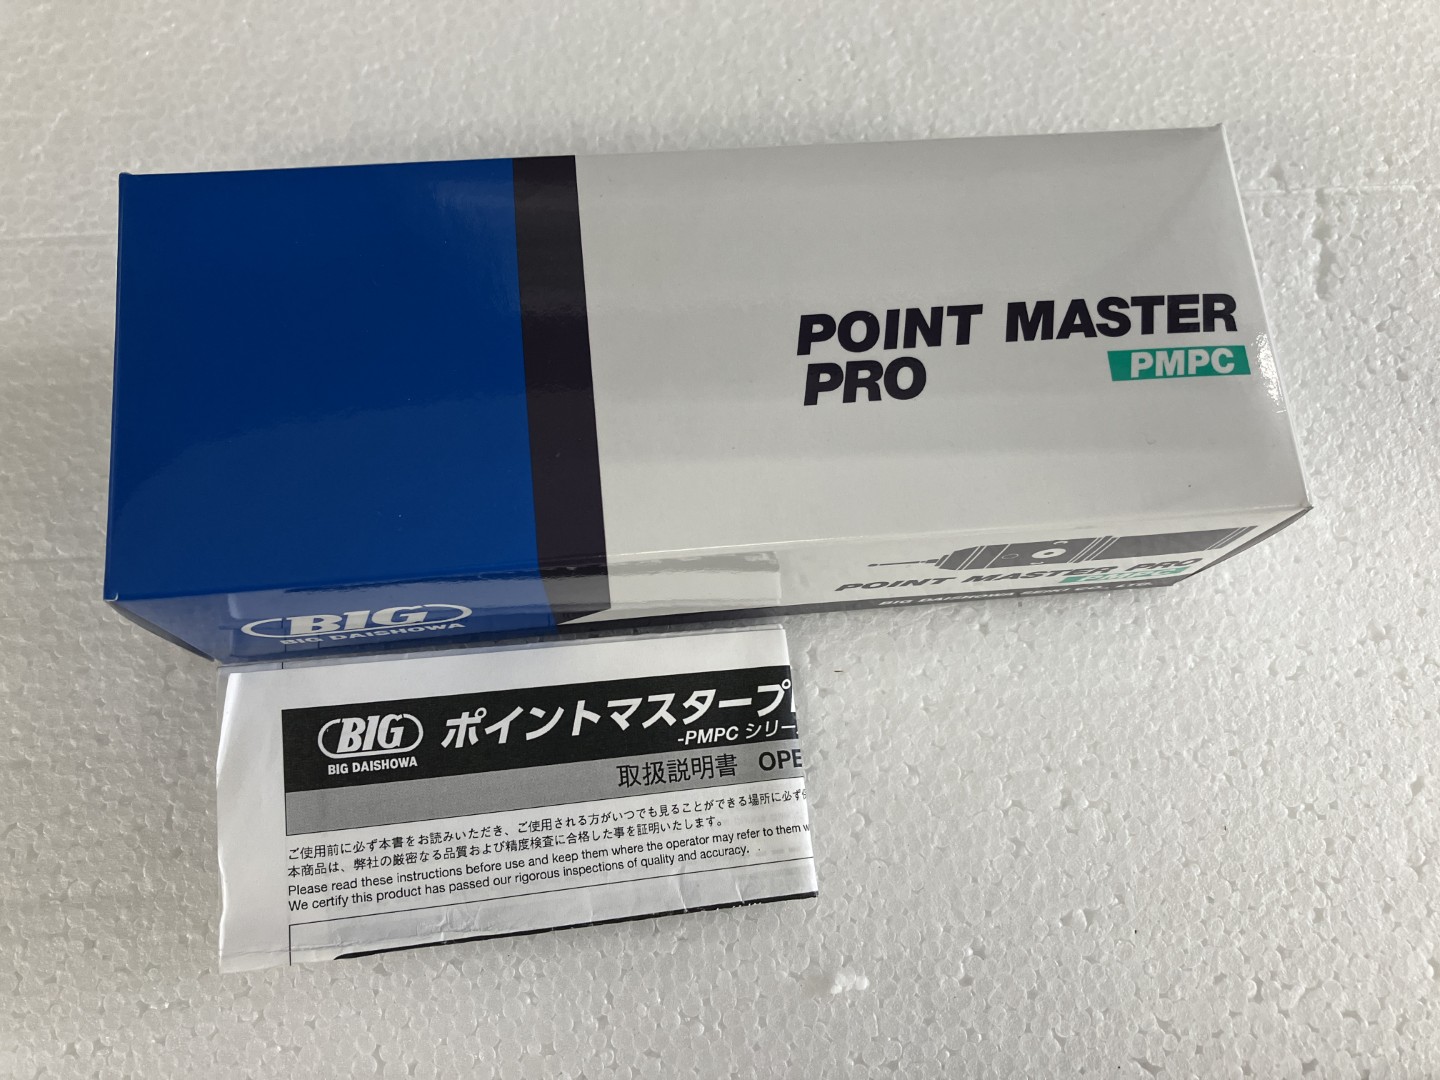 POINT MASTER
PRO
PMPC
BIG
BIG DAISHOWA
POINT MASTER PRO
BIG DAISHOWA SEIKI CO., LTD.
BIG
BIG DAISHOWA
ポイントマスタープ
-PMPC シリー
取扱説明書 OPE
ご使用前に必ず本書をお読みいただき、ご使用される方がいつでも見ることができる場所に必ず
本商品は、弊社の厳密なる品質および精度検査に合格した事を証明いたします。
Please read these instructions before use and keep them where the operator may refer to them w
We certify this product has passed our rigorous inspections of quality and accuracy.